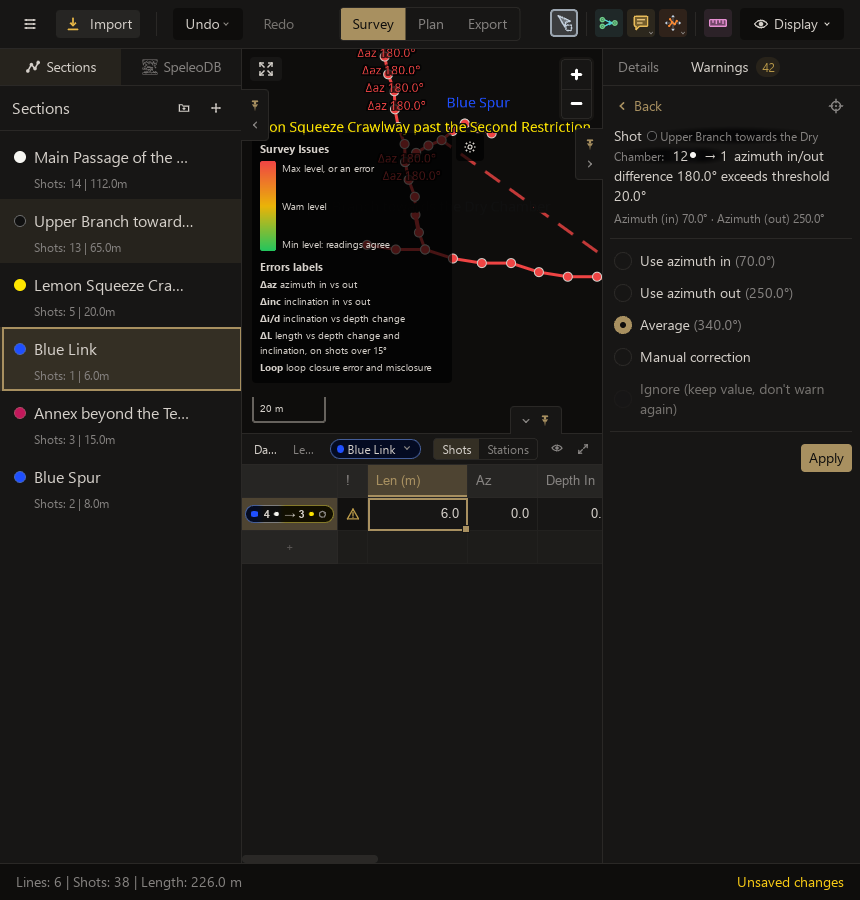 Import
Undo
Redo
Survey
Plan
Export
Display
Sections
SpeleoDB
Sections
Main Passage of the ...
Shots: 14 | 112.0m
Upper Branch toward...
Shots: 13 | 65.0m
Lemon Squeeze Cra...
Shots: 5 | 20.0m
Blue Link
Shots: 1 | 6.0m
Annex beyond the Te...
Shots: 3 | 15.0m
Blue Spur
Shots: 2 | 8.0m
Δaz 180.0°
Δaz 180.0°
Δaz 180.0°
Δaz 180.0°
Blue Spur
on Squeeze Crawlway past the Second Restriction
Δaz 180.0°
Δaz 180.0°
Survey Issues
Max level, or an error
Warn level
Min level: readings agree
Errors labels
Δaz azimuth in vs out
Δinc inclination in vs out
Δi/d inclination vs depth change
ΔL length vs depth change and
inclination, on shots over 15°
Loop loop closure error and misclosure
20 m
Da...
Le...
Blue Link
Shots
Stations
!
Len (m)
Az
Depth In
4 → 3
6.0
0.0
0.
+
Details
Warnings 42
Back
Shot Upper Branch towards the Dry
Chamber: 12 → 1 azimuth in/out
difference 180.0° exceeds threshold
20.0°
Azimuth (in) 70.0° · Azimuth (out) 250.0°
Use azimuth in (70.0°)
Use azimuth out (250.0°)
Average (340.0°)
Manual correction
Ignore (keep value, don't warn
again)
Apply
Lines: 6 | Shots: 38 | Length: 226.0 m
Unsaved changes